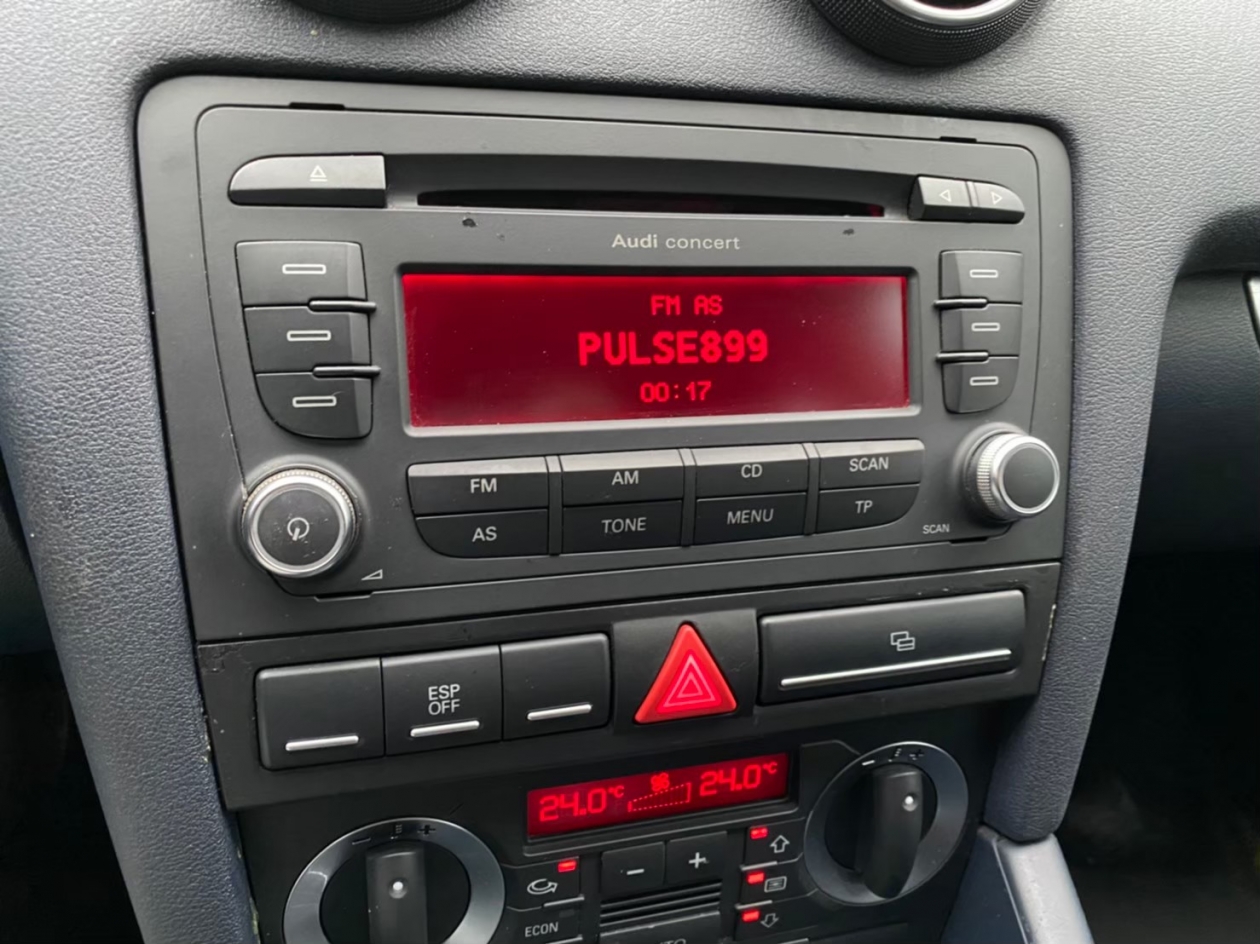 Audi concert
FM AS
PULSE899
00:17
FM
AM
CD
SCAN
AS
TONE
MENU
TP
SCAN
ESP
OFF
24.0°C
24.0°C
ECON